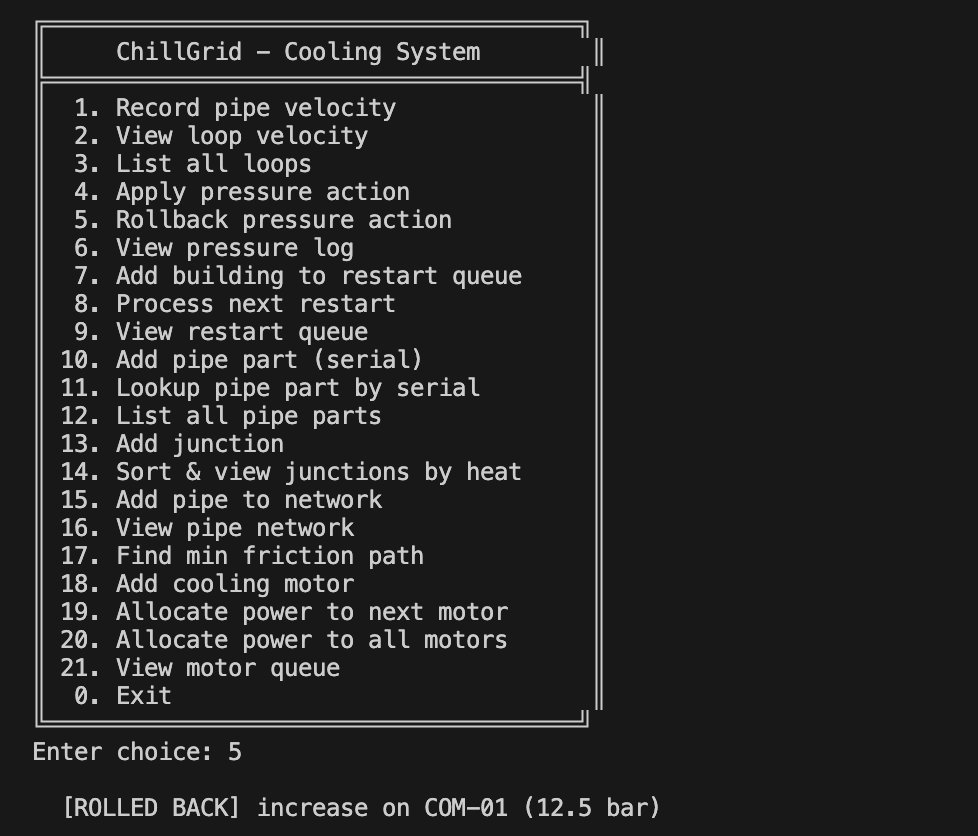 ChillGrid – Cooling System
1. Record pipe velocity
2. View loop velocity
3. List all loops
4. Apply pressure action
5. Rollback pressure action
6. View pressure log
7. Add building to restart queue
8. Process next restart
9. View restart queue
10. Add pipe part (serial)
11. Lookup pipe part by serial
12. List all pipe parts
13. Add junction
14. Sort & view junctions by heat
15. Add pipe to network
16. View pipe network
17. Find min friction path
18. Add cooling motor
19. Allocate power to next motor
20. Allocate power to all motors
21. View motor queue
0. Exit
Enter choice: 5
[ROLLED BACK] increase on COM–01 (12.5 bar)